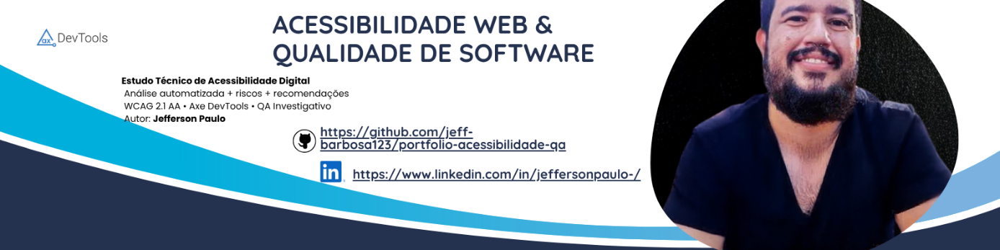 ax DevTools
ACESSIBILIDADE WEB &
QUALIDADE DE SOFTWARE
Estudo Técnico de Acessibilidade Digital
Análise automatizada + riscos + recomendações
WCAG 2.1 AA • Axe DevTools • QA Investigativo
Autor: Jefferson Paulo
https://github.com/jeff-
barbosa123/portfolio-acessibilidade-qa
in
https://www.linkedin.com/in/jeffersonpaulo-/